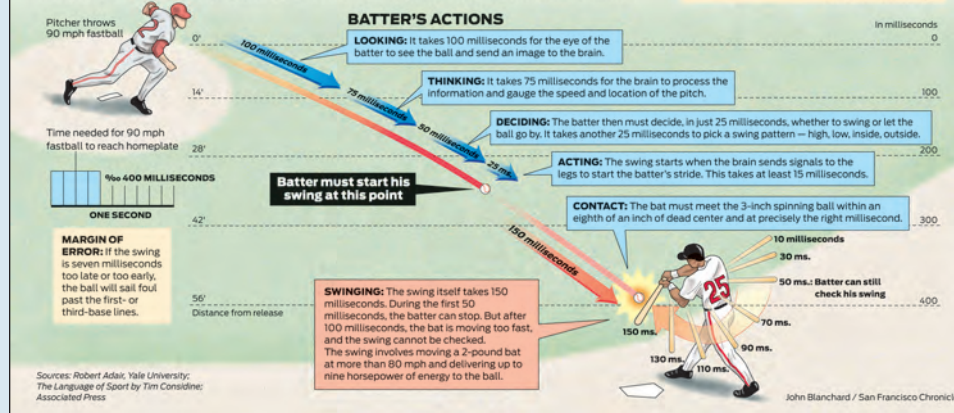 BATTER'S ACTIONS
Pitcher throws
90 mph fastball
In milliseconds
0'
0
100 milliseconds
LOOKING: It takes 100 milliseconds for the eye of the
batter to see the ball and send an image to the brain.
14'
100
75 milliseconds
THINKING: It takes 75 milliseconds for the brain to process the
information and gauge the speed and location of the pitch.
50 milliseconds
DECIDING: The batter then must decide, in just 25 milliseconds, whether to swing or let the
ball go by. It takes another 25 milliseconds to pick a swing pattern — high, low, inside, outside.
Time needed for 90 mph
fastball to reach homeplate
28'
200
25 ms.
ACTING: The swing starts when the brain sends signals to the
legs to start the batter's stride. This takes at least 15 milliseconds.
400 MILLISECONDS
ONE SECOND
Batter must start his
swing at this point
CONTACT: The bat must meet the 3-inch spinning ball within an
eighth of an inch of dead center and at precisely the right millisecond.
42'
300
150 milliseconds
MARGIN OF
ERROR: If the swing
is seven milliseconds
too late or too early,
the ball will sail foul
past the first- or
third-base lines.
10 milliseconds
30 ms.
50 ms.: Batter can still
check his swing
25
56'
Distance from release
400
SWINGING: The swing itself takes 150
milliseconds. During the first 50
milliseconds, the batter can stop. But after
100 milliseconds, the bat is moving too fast,
and the swing cannot be checked.
The swing involves moving a 2-pound bat
at more than 80 mph and delivering up to
nine horsepower of energy to the ball.
70 ms.
150 ms.
90 ms.
130 ms.
110 ms.
Sources: Robert Adair, Yale University;
The Language of Sport by Tim Considine;
Associated Press
John Blanchard / San Francisco Chronicl